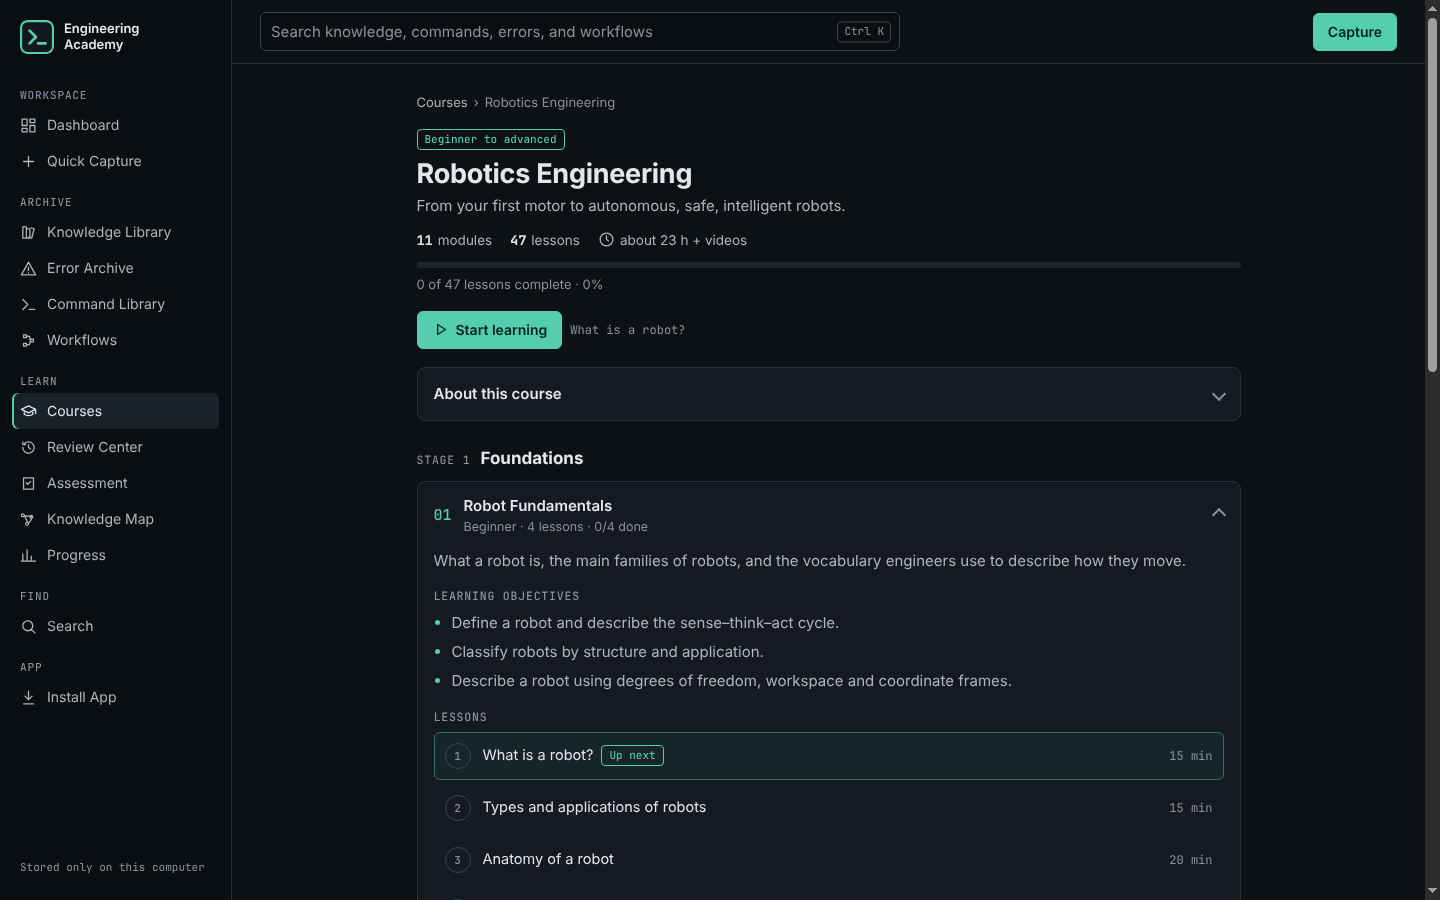 Engineering
Academy
Search knowledge, commands, errors, and workflows
Ctrl K
Capture
WORKSPACE
Dashboard
Quick Capture
ARCHIVE
Knowledge Library
Error Archive
Command Library
Workflows
LEARN
Courses
Review Center
Assessment
Knowledge Map
Progress
FIND
Search
APP
Install App
Stored only on this computer
Courses › Robotics Engineering
Beginner to advanced
Robotics Engineering
From your first motor to autonomous, safe, intelligent robots.
11 modules 47 lessons about 23 h + videos
0 of 47 lessons complete · 0%
Start learning What is a robot?
About this course
STAGE 1 Foundations
01 Robot Fundamentals
Beginner · 4 lessons · 0/4 done
What a robot is, the main families of robots, and the vocabulary engineers use to describe how they move.
LEARNING OBJECTIVES
• Define a robot and describe the sense–think–act cycle.
• Classify robots by structure and application.
• Describe a robot using degrees of freedom, workspace and coordinate frames.
LESSONS
1 What is a robot? Up next 15 min
2 Types and applications of robots 15 min
3 Anatomy of a robot 20 min